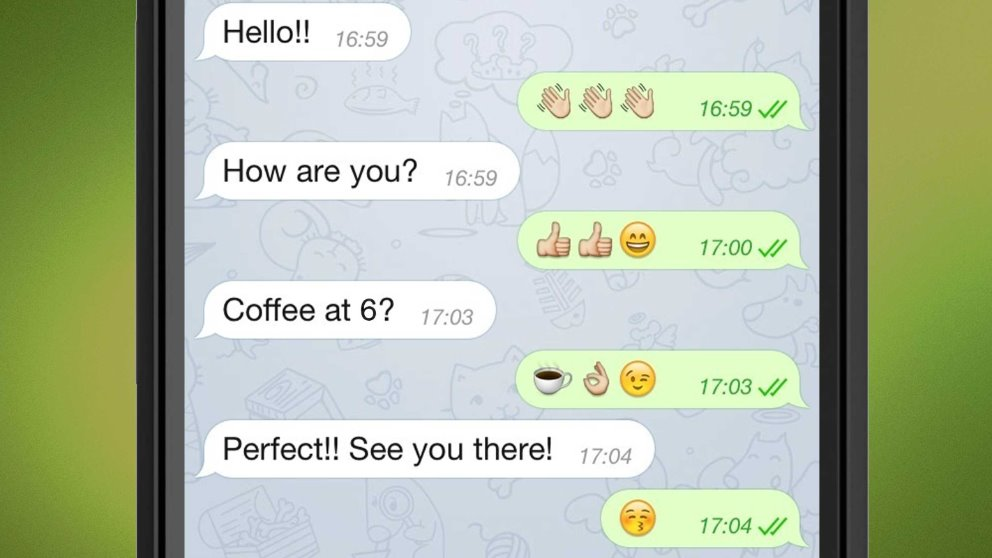 Hello!! 16:59
👋👋👋 16:59
How are you? 16:59
👍👍😄 17:00
Coffee at 6? 17:03
☕👌😉 17:03
Perfect!! See you there! 17:04
😚 17:04